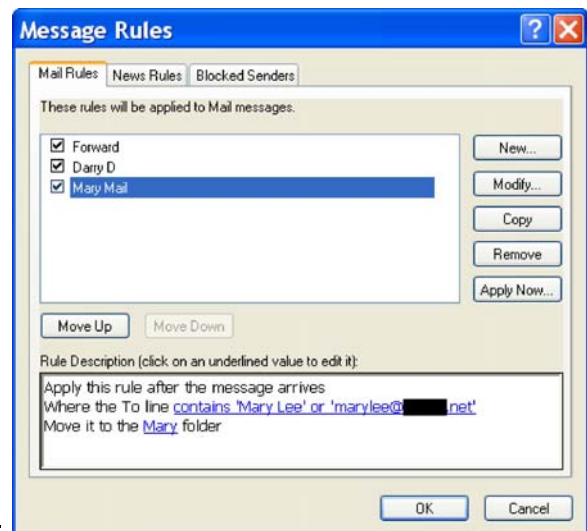 Message Rules
Mail Rules News Rules Blocked Senders
These rules will be applied to Mail messages.
Forward
Darry D
Mary Mail
New...
Modify...
Copy
Remove
Apply Now...
Move Up Move Down
Rule Description (click on an underlined value to edit it):
Apply this rule after the message arrives
Where the To line contains 'Mary Lee' or 'marylee@ .net'
Move it to the Mary folder
OK Cancel